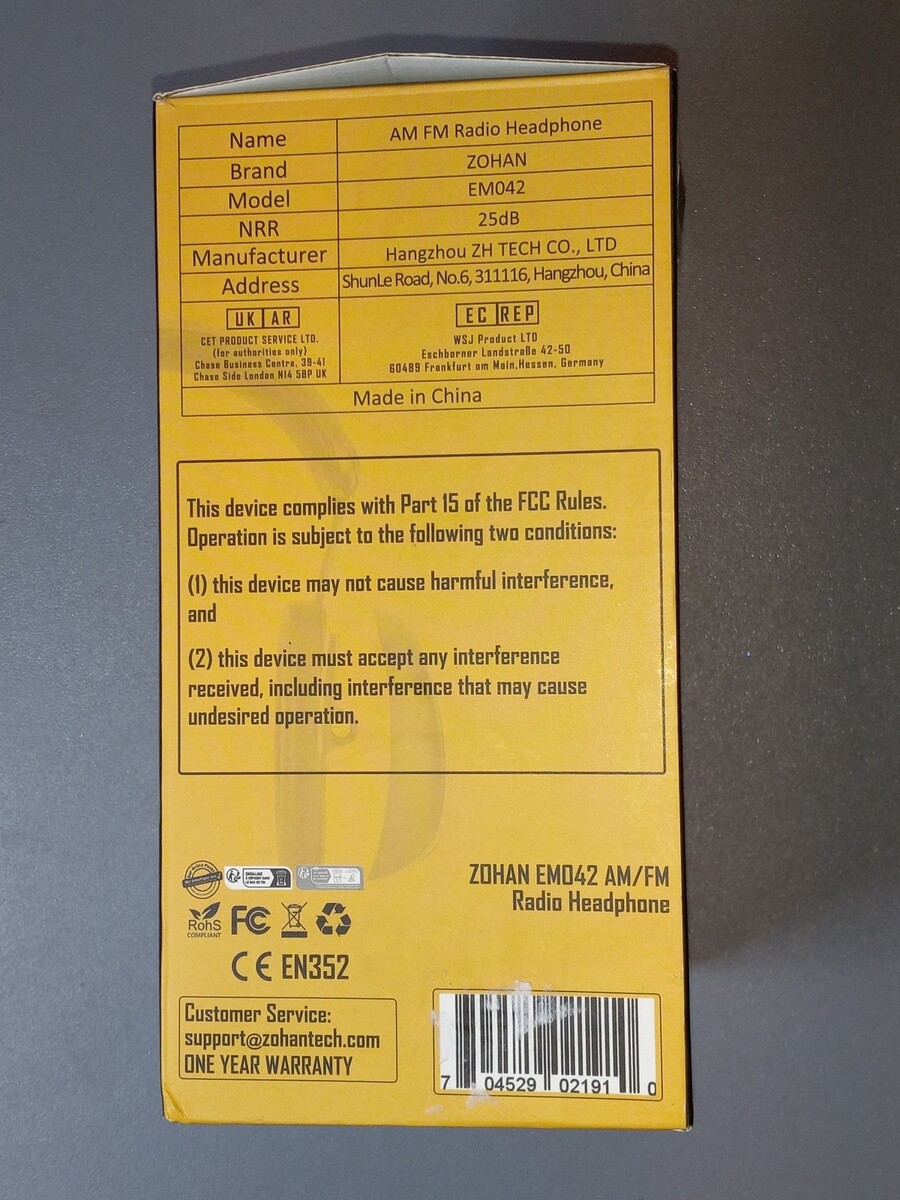 Name AM FM Radio Headphone
Brand ZOHAN
Model EM042
NRR 25dB
Manufacturer Hangzhou ZH TECH CO., LTD
Address ShunLe Road, No.6, 311116, Hangzhou, China
UK AR
CET PRODUCT SERVICE LTD.
(for authorities only)
Chase Business Centre, 39-41
Chase Side London N14 5BP UK
EC REP
WSJ Product LTD
Eschborner Landstraße 42-50
60489 Frankfurt am Main,Hessen, Germany
Made in China
This device complies with Part 15 of the FCC Rules.
Operation is subject to the following two conditions:
(1) this device may not cause harmful interference,
and
(2) this device must accept any interference
received, including interference that may cause
undesired operation.
ZOHAN EM042 AM/FM
Radio Headphone
RoHS
COMPLIANT
FC
CE EN352
Customer Service:
support@zohantech.com
ONE YEAR WARRANTY
7 04529 02191 0